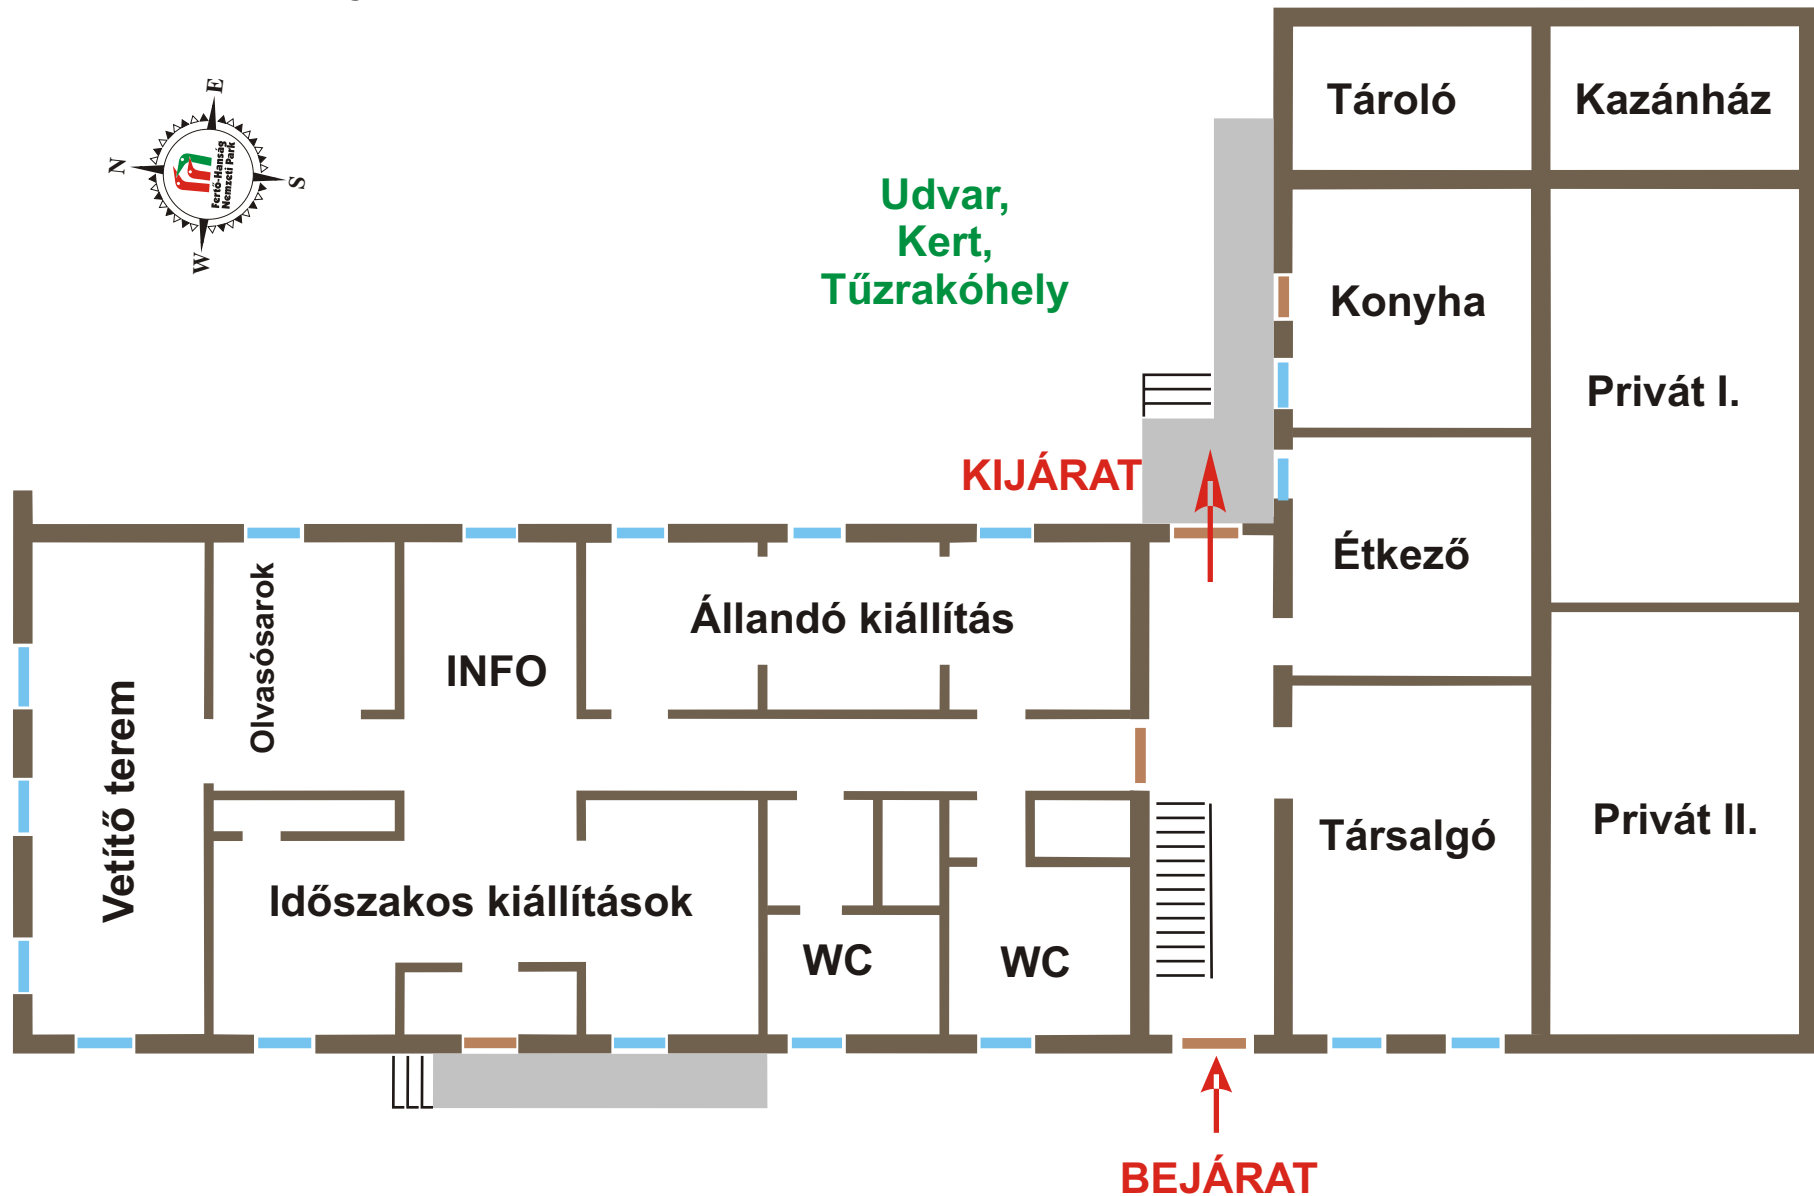 E
N
S
W
Fertő-Hanság
Nemzeti Park
Udvar,
Kert,
Tűzrakóhely
Tároló
Kazánház
Konyha
Privát I.
KIJÁRAT
Étkező
Olvasósarok
Állandó kiállítás
INFO
Vetítő terem
Társalgó
Privát II.
Időszakos kiállítások
WC
WC
BEJÁRAT